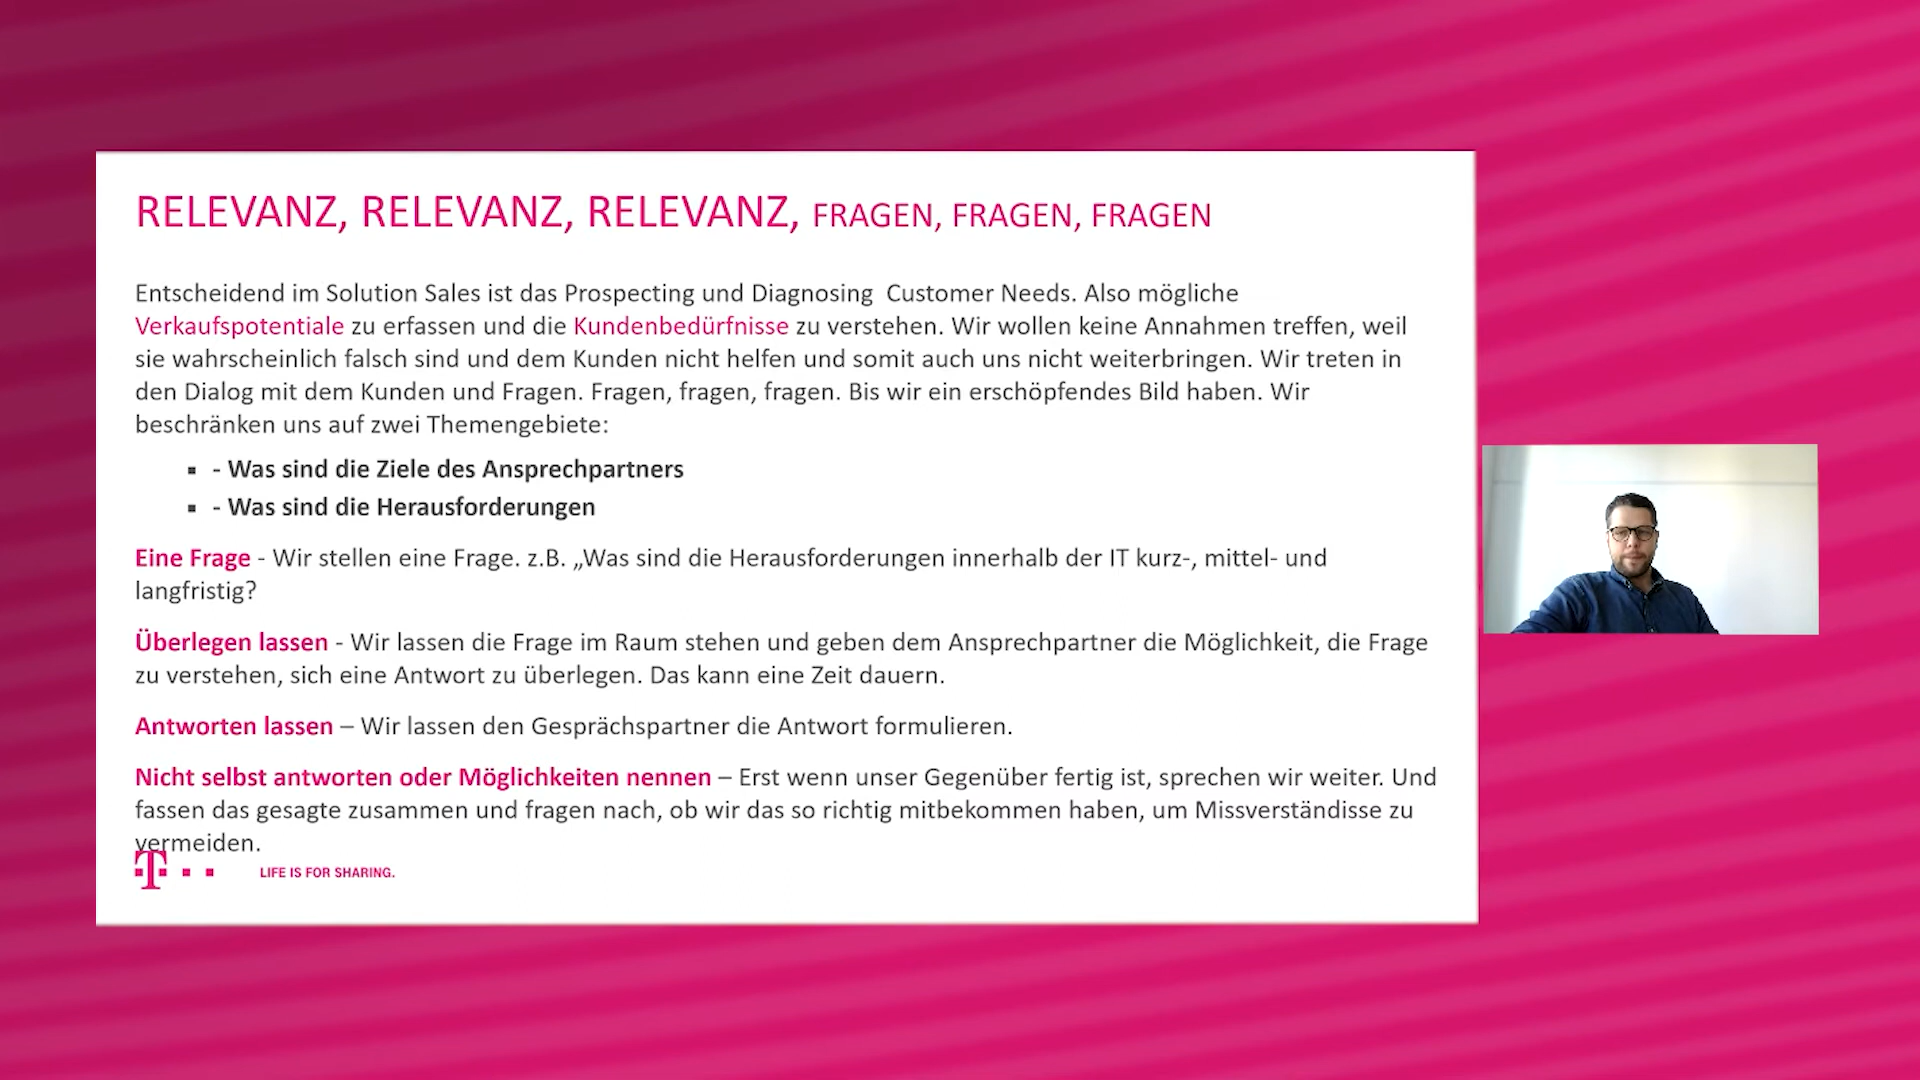 RELEVANZ, RELEVANZ, RELEVANZ, FRAGEN, FRAGEN, FRAGEN
Entscheidend im Solution Sales ist das Prospecting und Diagnosing  Customer Needs. Also mögliche
Verkaufspotentiale zu erfassen und die Kundenbedürfnisse zu verstehen. Wir wollen keine Annahmen treffen, weil
sie wahrscheinlich falsch sind und dem Kunden nicht helfen und somit auch uns nicht weiterbringen. Wir treten in
den Dialog mit dem Kunden und Fragen. Fragen, fragen, fragen. Bis wir ein erschöpfendes Bild haben. Wir
beschränken uns auf zwei Themengebiete:
▪ - Was sind die Ziele des Ansprechpartners
▪ - Was sind die Herausforderungen
Eine Frage - Wir stellen eine Frage. z.B. „Was sind die Herausforderungen innerhalb der IT kurz-, mittel- und
langfristig?
Überlegen lassen - Wir lassen die Frage im Raum stehen und geben dem Ansprechpartner die Möglichkeit, die Frage
zu verstehen, sich eine Antwort zu überlegen. Das kann eine Zeit dauern.
Antworten lassen – Wir lassen den Gesprächspartner die Antwort formulieren.
Nicht selbst antworten oder Möglichkeiten nennen – Erst wenn unser Gegenüber fertig ist, sprechen wir weiter. Und
fassen das gesagte zusammen und fragen nach, ob wir das so richtig mitbekommen haben, um Missverständisse zu
vermeiden.
T LIFE IS FOR SHARING.